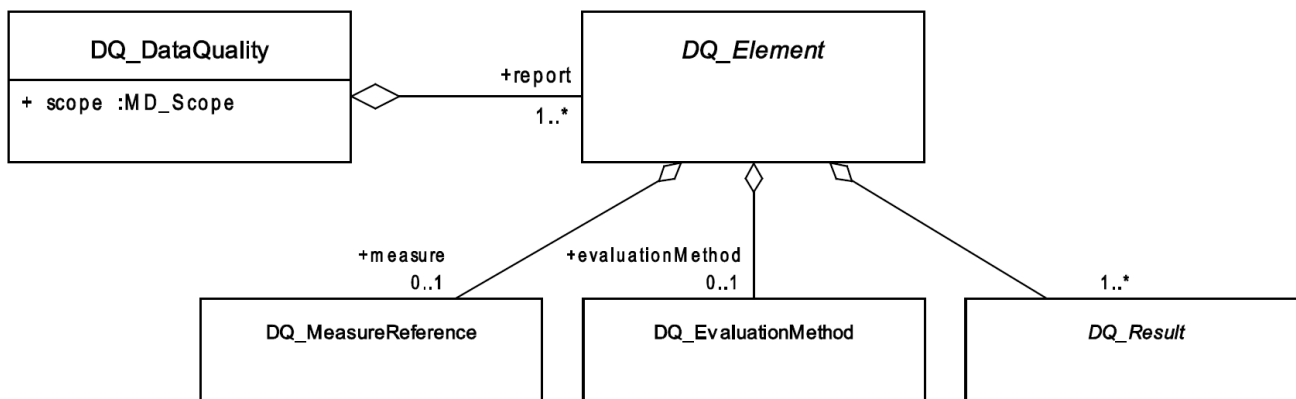 DQ_DataQuality
+ scope :MD_Scope
DQ_Element
+report
1..*
+measure
0..1
+evaluationMethod
0..1
1..*
DQ_MeasureReference
DQ_EvaluationMethod
DQ_Result